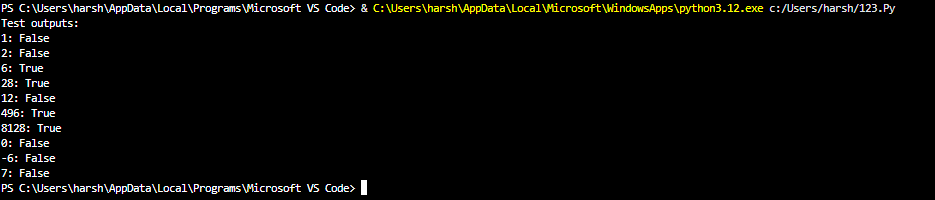 PS C:\Users\harsh\AppData\Local\Programs\Microsoft VS Code> & C:\Users\harsh\AppData\Local\Microsoft\WindowsApps\python3.12.exe c:/Users/harsh/123.Py
Test outputs:
1: False
2: False
6: True
28: True
12: False
496: True
8128: True
0: False
-6: False
7: False
PS C:\Users\harsh\AppData\Local\Programs\Microsoft VS Code>